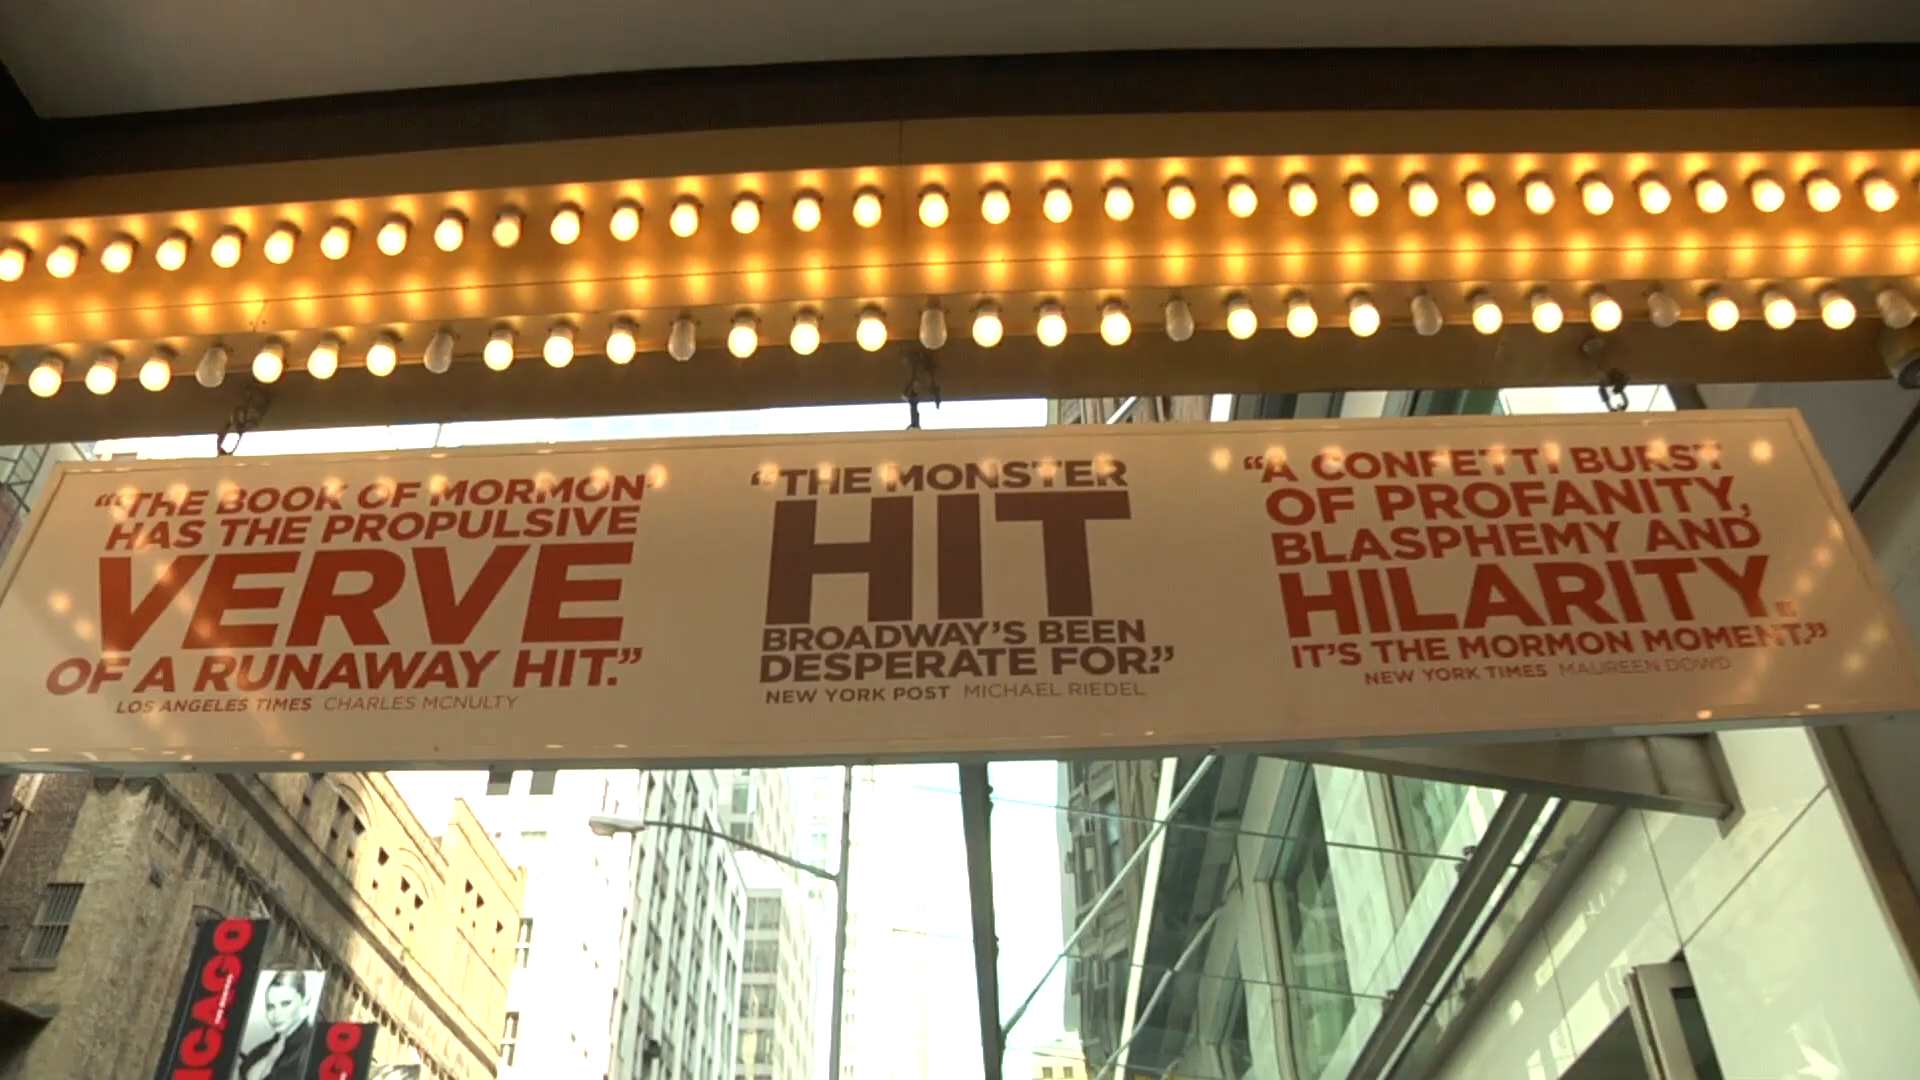 “THE BOOK OF MORMON
HAS THE PROPULSIVE
VERVE
OF A RUNAWAY HIT.”
LOS ANGELES TIMES CHARLES MCNULTY
“THE MONSTER
HIT
BROADWAY’S BEEN
DESPERATE FOR.”
NEW YORK POST MICHAEL RIEDEL
“A CONFETTI BURST
OF PROFANITY,
BLASPHEMY AND
HILARITY.
IT’S THE MORMON MOMENT.”
NEW YORK TIMES MAUREEN DOWD
ICAGO
GO